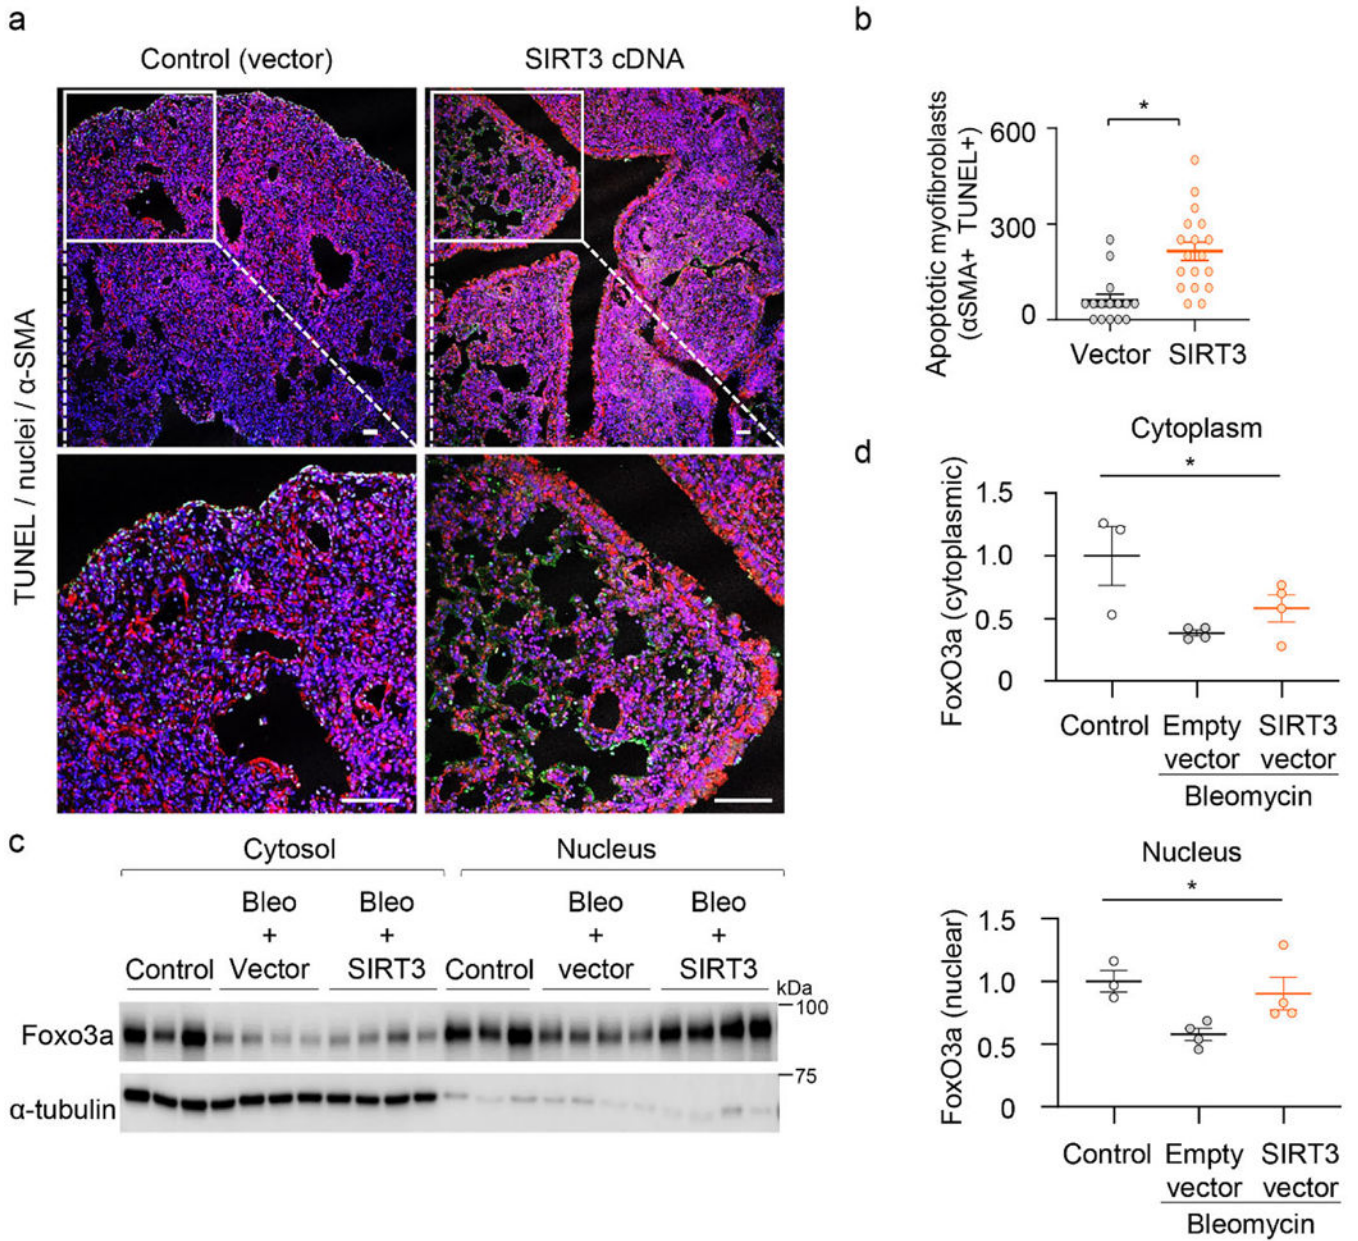 a
Control (vector)
SIRT3 cDNA
TUNEL / nuclei / α-SMA
b
Apoptotic myofibroblasts
(αSMA+ TUNEL+)
*
600
300
0
Vector
SIRT3
c
Cytosol
Nucleus
Bleo
+
Vector
Bleo
+
SIRT3
Bleo
+
vector
Bleo
+
SIRT3
Control
Control
kDa
100
Foxo3a
75
α-tubulin
d
Cytoplasm
*
FoxO3a (cytoplasmic)
1.5
1.0
0.5
0
Control
Empty
vector
SIRT3
vector
Bleomycin
Nucleus
*
FoxO3a (nuclear)
1.5
1.0
0.5
0
Control
Empty
vector
SIRT3
vector
Bleomycin